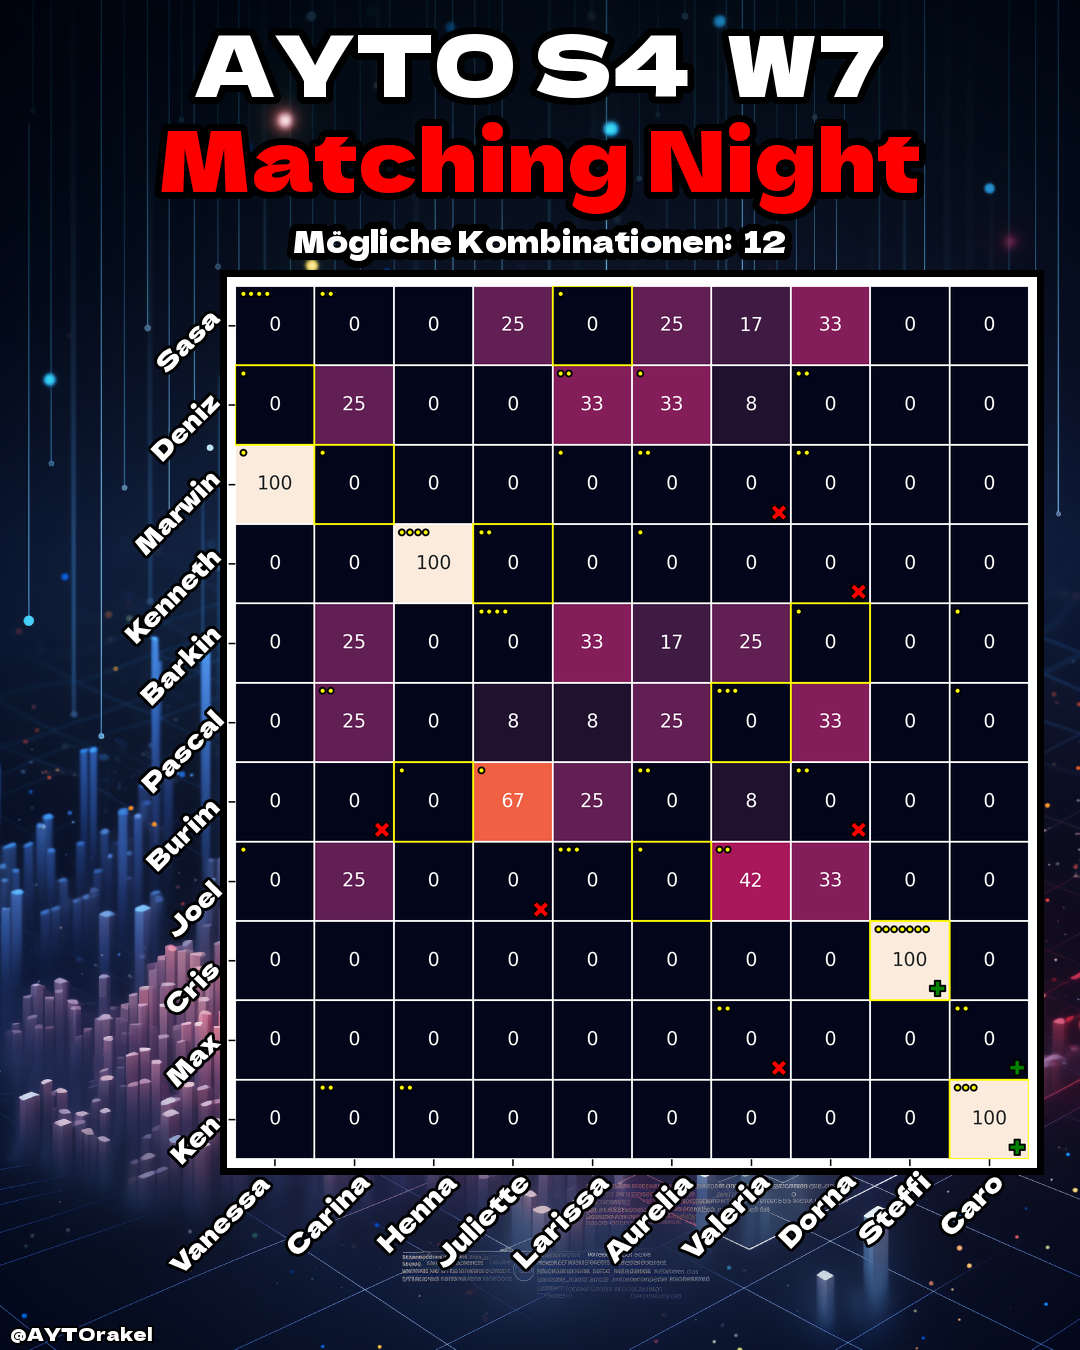 AYTO S4 W7
Matching Night
Mögliche Kombinationen: 12
Sasa 0 0 0 25 0 25 17 33 0 0
Deniz 0 25 0 0 33 33 8 0 0 0
Marwin 100 0 0 0 0 0 0 0 0 0
Kenneth 0 0 100 0 0 0 0 0 0 0
Barkin 0 25 0 0 33 17 25 0 0 0
Pascal 0 25 0 8 8 25 0 33 0 0
Burim 0 0 0 67 25 0 8 0 0 0
Joel 0 25 0 0 0 0 42 33 0 0
Cris 0 0 0 0 0 0 0 0 100 0
Max 0 0 0 0 0 0 0 0 0 0
Ken 0 0 0 0 0 0 0 0 0 100
Vanessa Carina Henna Juliette Larissa Aurelia Valeria Dorna Steffi Caro
@AYTOrakel